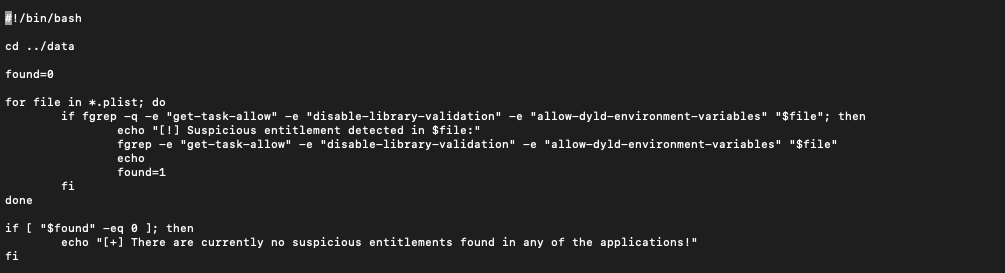 #!/bin/bash
cd ../data
found=0
for file in *.plist; do
        if fgrep -q -e "get-task-allow" -e "disable-library-validation" -e "allow-dyld-environment-variables" "$file"; then
                echo "[!] Suspicious entitlement detected in $file:"
                fgrep -e "get-task-allow" -e "disable-library-validation" -e "allow-dyld-environment-variables" "$file"
                echo
                found=1
        fi
done
if [ "$found" -eq 0 ]; then
        echo "[+] There are currently no suspicious entitlements found in any of the applications!"
fi